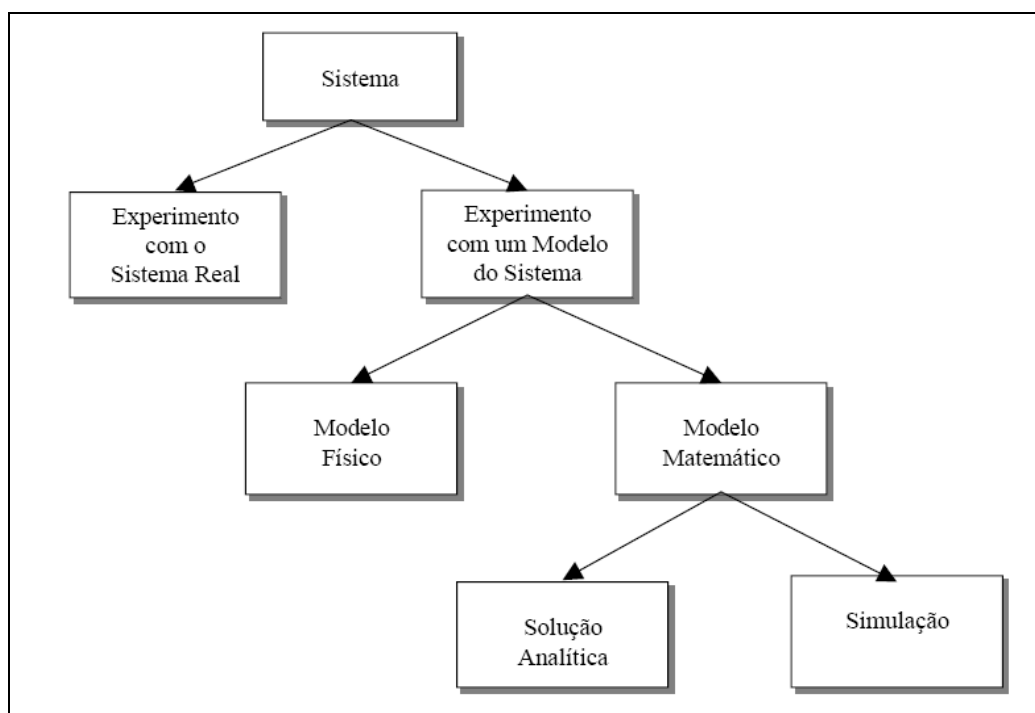 Sistema
Experimento
com o
Sistema Real
Experimento
com um Modelo
do Sistema
Modelo
Físico
Modelo
Matemático
Solução
Analítica
Simulação